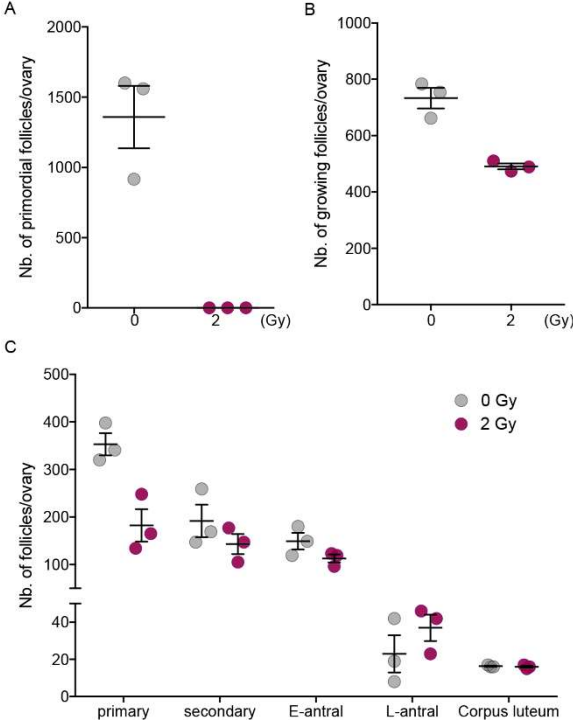 A
Nb. of primordial follicles/ovary
2000
1500
1000
500
0
0 2 (Gy)
B
Nb. of growing follicles/ovary
1000
800
600
400
200
0
0 2 (Gy)
C
Nb. of follicles/ovary
500
400
300
200
100
40
20
0
0 Gy
2 Gy
primary secondary E-antral L-antral Corpus luteum